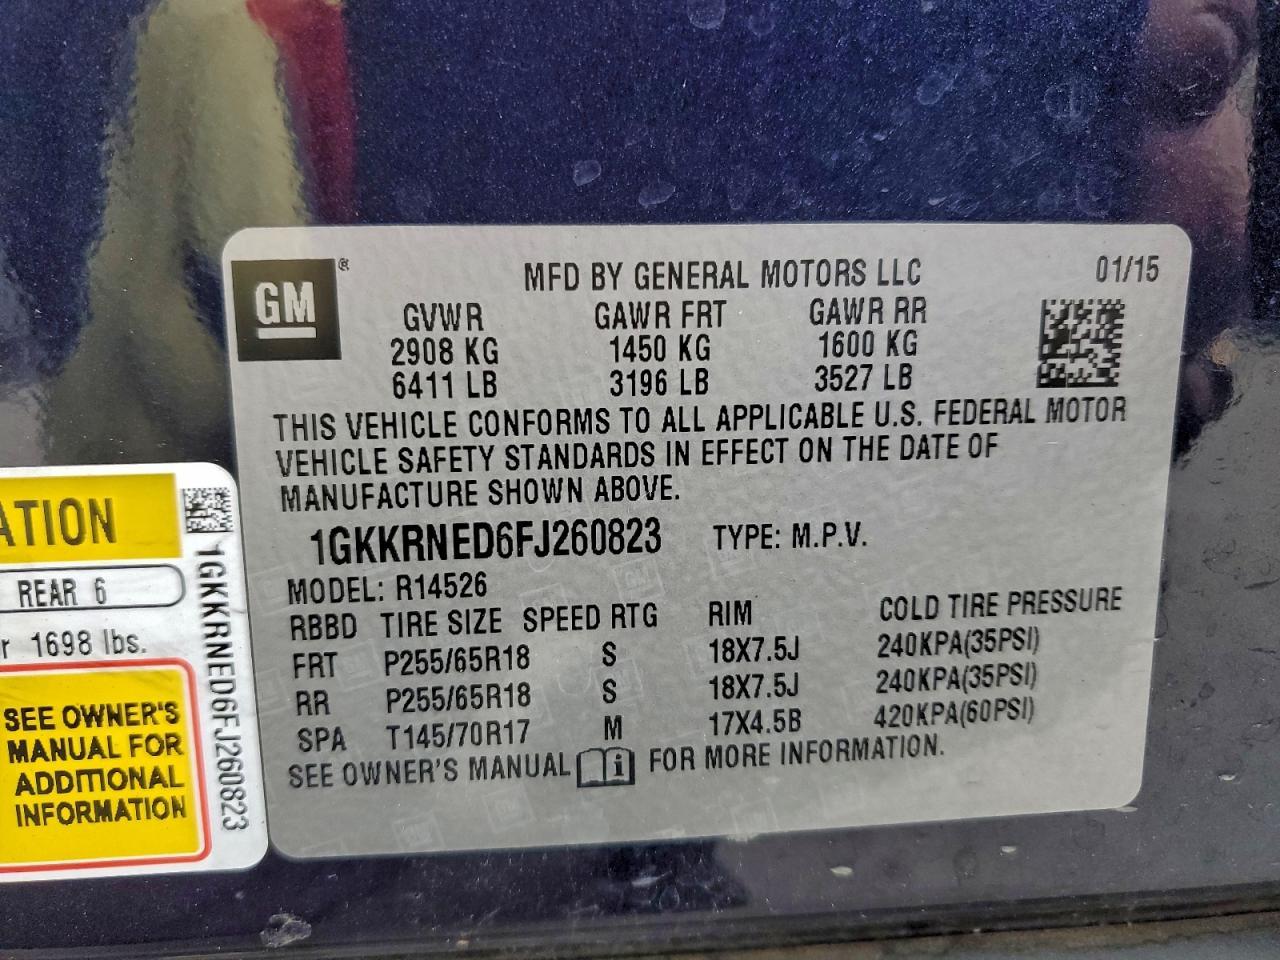 GM ®
MFD BY GENERAL MOTORS LLC 01/15
GVWR GAWR FRT GAWR RR
2908 KG 1450 KG 1600 KG
6411 LB 3196 LB 3527 LB
THIS VEHICLE CONFORMS TO ALL APPLICABLE U.S. FEDERAL MOTOR
VEHICLE SAFETY STANDARDS IN EFFECT ON THE DATE OF
MANUFACTURE SHOWN ABOVE.
1GKKRNED6FJ260823 TYPE: M.P.V.
MODEL: R14526
RBBD TIRE SIZE SPEED RTG RIM COLD TIRE PRESSURE
FRT P255/65R18 S 18X7.5J 240KPA(35PSI)
RR P255/65R18 S 18X7.5J 240KPA(35PSI)
SPA T145/70R17 M 17X4.5B 420KPA(60PSI)
SEE OWNER'S MANUAL i FOR MORE INFORMATION.
ATION
REAR 6
r 1698 lbs.
SEE OWNER'S
MANUAL FOR
ADDITIONAL
INFORMATION
1GKKRNED6FJ260823